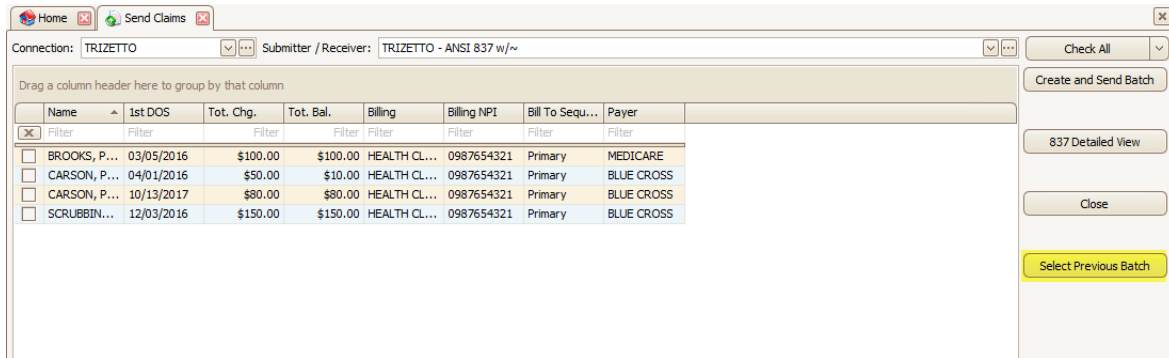 Home Send Claims
Connection: TRIZETTO Submitter / Receiver: TRIZETTO - ANSI 837 w/~ Check All
Drag a column header here to group by that column Create and Send Batch
Name 1st DOS Tot. Chg. Tot. Bal. Billing Billing NPI Bill To Sequ... Payer
Filter Filter Filter Filter Filter Filter Filter Filter
837 Detailed View
BROOKS, P... 03/05/2016 $100.00 $100.00 HEALTH CL... 0987654321 Primary MEDICARE
CARSON, P... 04/01/2016 $50.00 $10.00 HEALTH CL... 0987654321 Primary BLUE CROSS
CARSON, P... 10/13/2017 $80.00 $80.00 HEALTH CL... 0987654321 Primary BLUE CROSS
SCRUBBIN... 12/03/2016 $150.00 $150.00 HEALTH CL... 0987654321 Primary BLUE CROSS
Close
Select Previous Batch